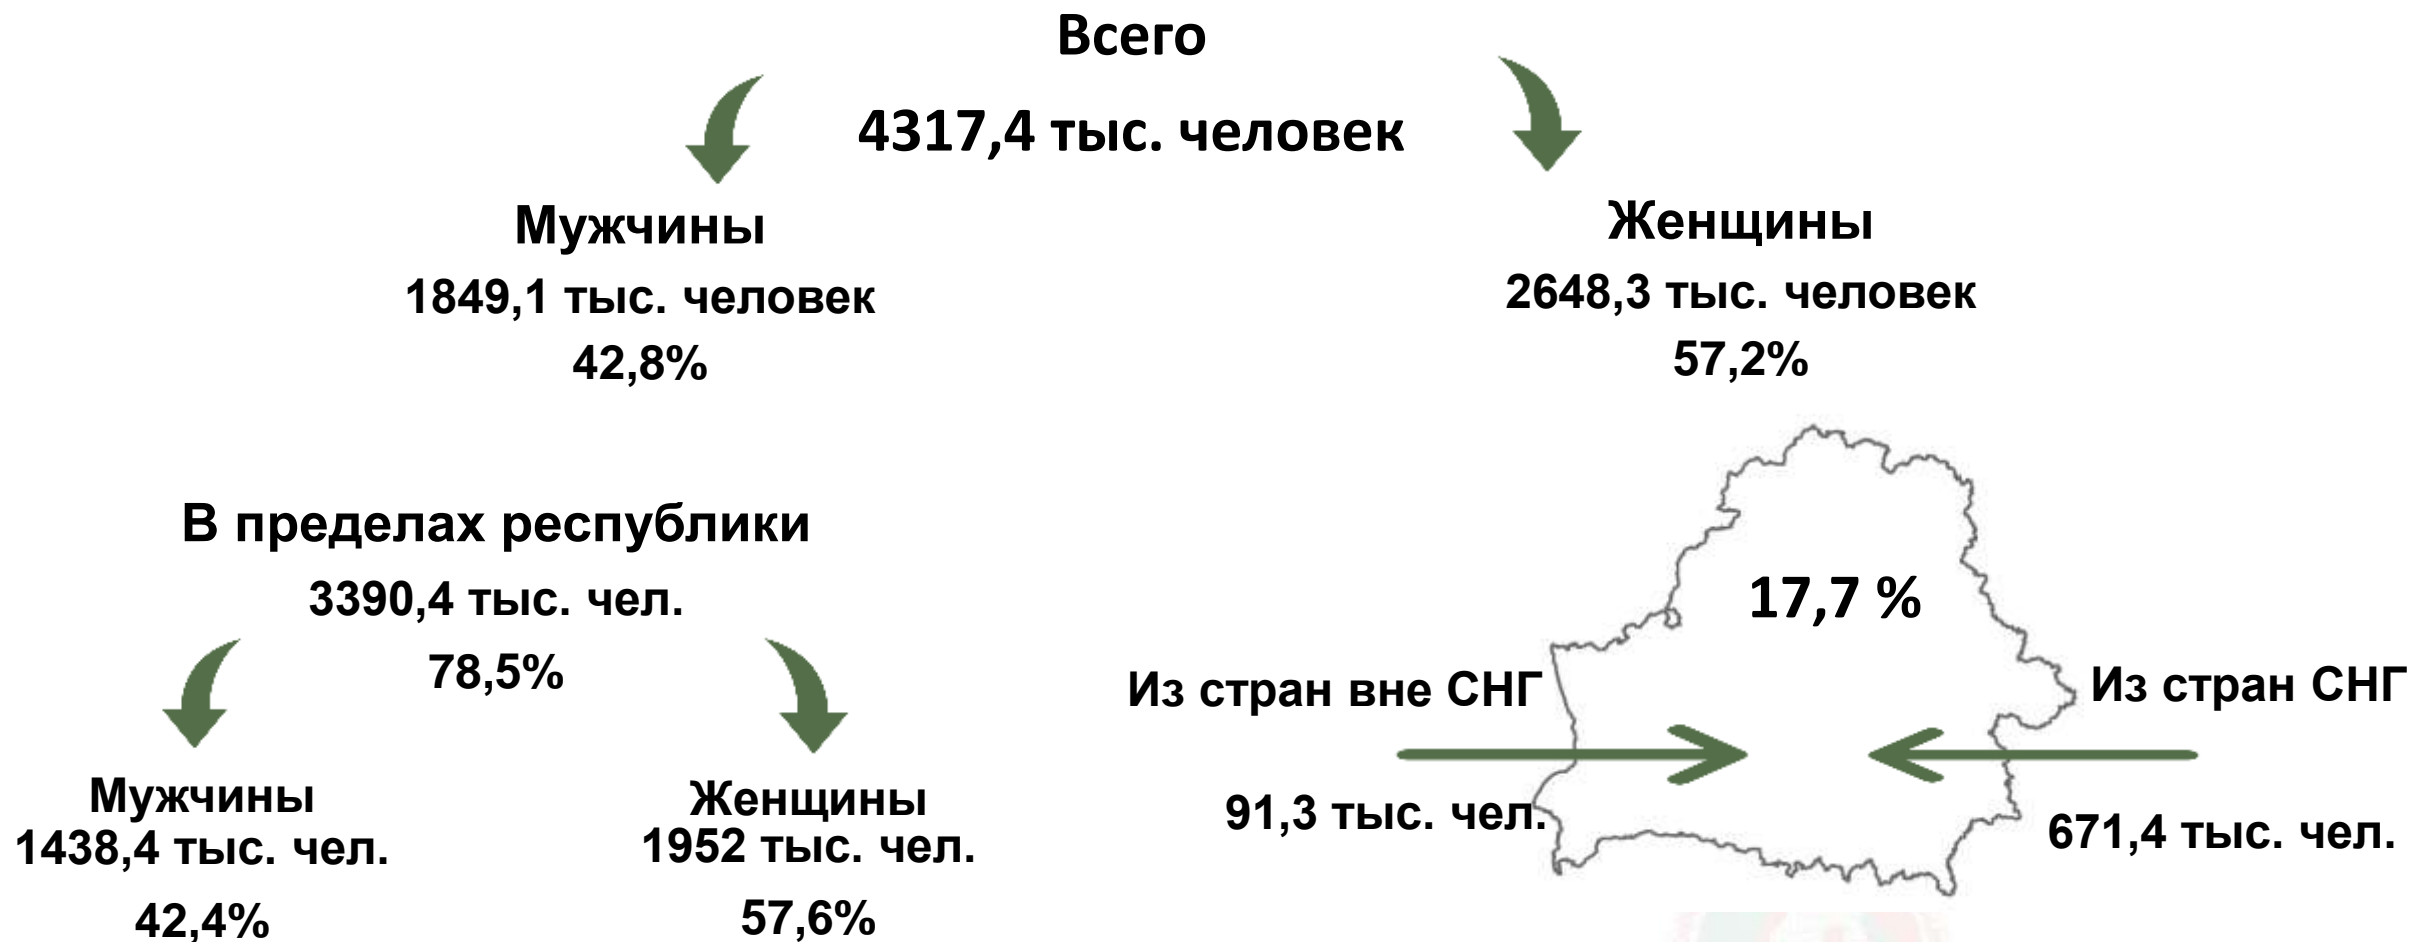 Всего
4317,4 тыс. человек
Мужчины
1849,1 тыс. человек
42,8%
Женщины
2648,3 тыс. человек
57,2%
В пределах республики
3390,4 тыс. чел.
78,5%
Мужчины
1438,4 тыс. чел.
42,4%
Женщины
1952 тыс. чел.
57,6%
17,7 %
Из стран вне СНГ
91,3 тыс. чел.
Из стран СНГ
671,4 тыс. чел.